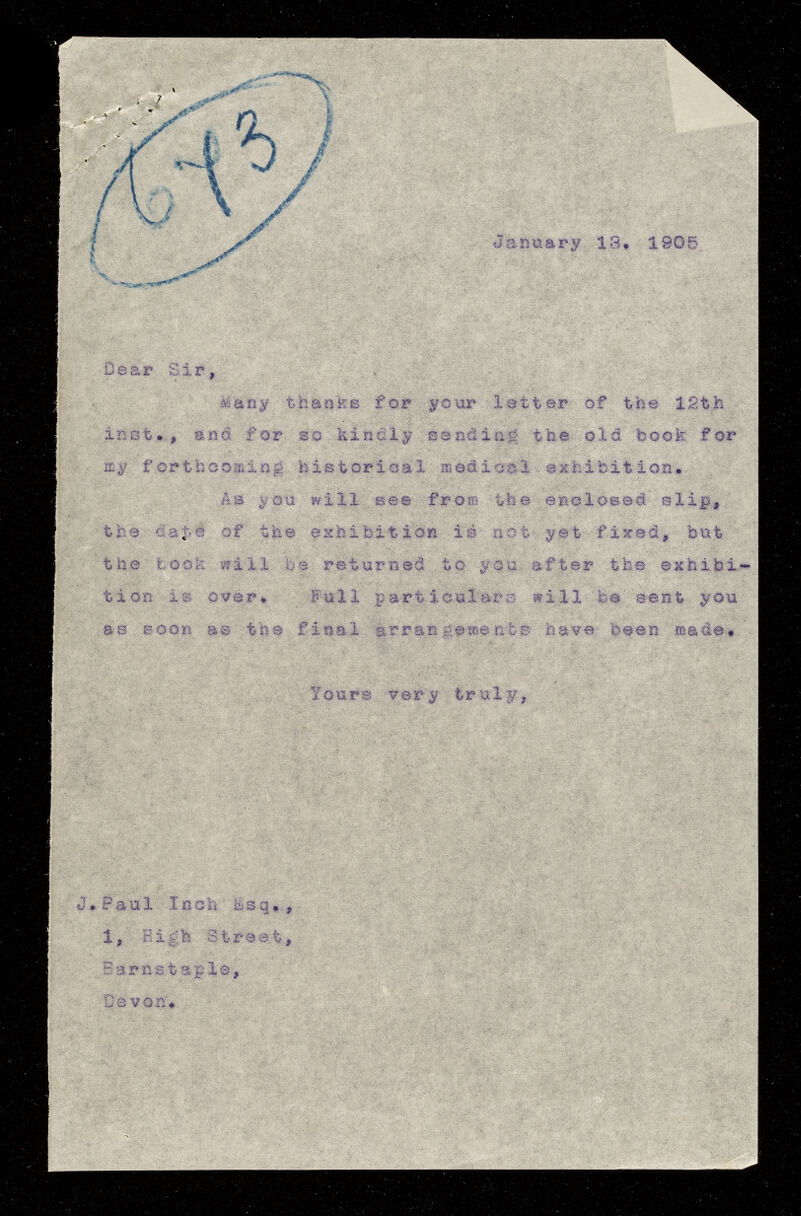 643
January 13. 1905
Dear Sir,
Many thanks for your letter of the 12th
inst., and for so kindly sending the old book for
my forthcoming historical medical exhibition.
As you will see from the enclosed slip,
the date of the exhibition is not yet fixed, but
the book will be returned to you after the exhibi-
tion is over. Full particulars will be sent you
as soon as the final arrangements have been made.
Yours very truly,
J.Paul Inch Esq.,
1, High Street,
Barnstaple,
Devon.